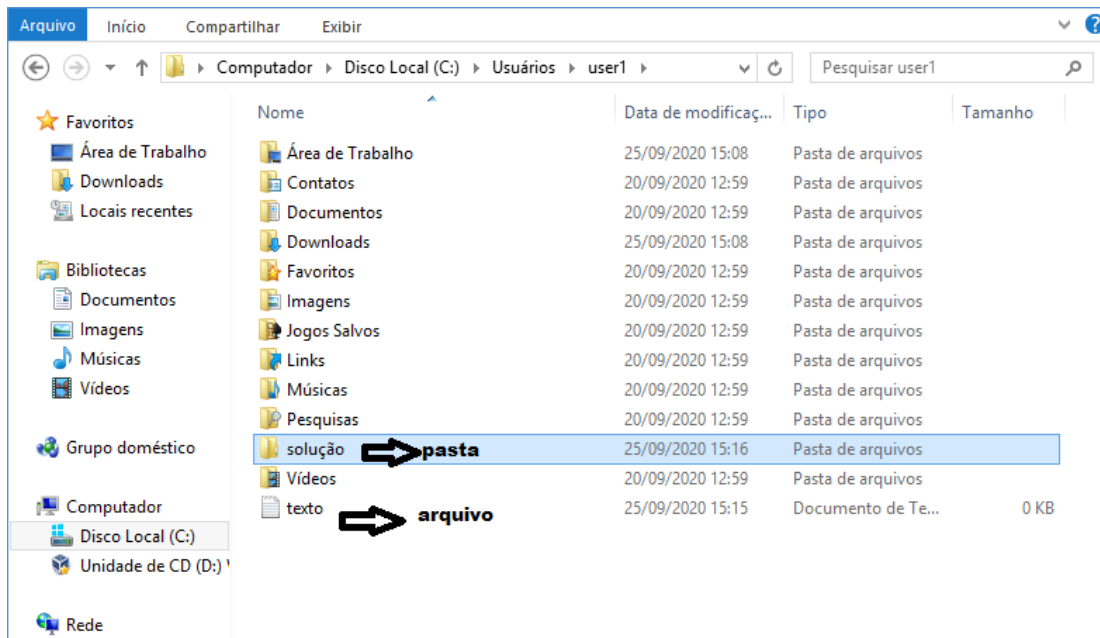 Arquivo Início Compartilhar Exibir
Computador Disco Local (C:) Usuários user1 Pesquisar user1
Nome Data de modificaç... Tipo Tamanho
Favoritos
Área de Trabalho
Downloads
Locais recentes
Bibliotecas
Documentos
Imagens
Músicas
Vídeos
Grupo doméstico
Computador
Disco Local (C:)
Unidade de CD (D:) V
Rede
Área de Trabalho 25/09/2020 15:08 Pasta de arquivos
Contatos 20/09/2020 12:59 Pasta de arquivos
Documentos 20/09/2020 12:59 Pasta de arquivos
Downloads 25/09/2020 15:08 Pasta de arquivos
Favoritos 20/09/2020 12:59 Pasta de arquivos
Imagens 20/09/2020 12:59 Pasta de arquivos
Jogos Salvos 20/09/2020 12:59 Pasta de arquivos
Links 20/09/2020 12:59 Pasta de arquivos
Músicas 20/09/2020 12:59 Pasta de arquivos
Pesquisas 20/09/2020 12:59 Pasta de arquivos
solução pasta 25/09/2020 15:16 Pasta de arquivos
Vídeos 20/09/2020 12:59 Pasta de arquivos
texto arquivo 25/09/2020 15:15 Documento de Te... 0 KB